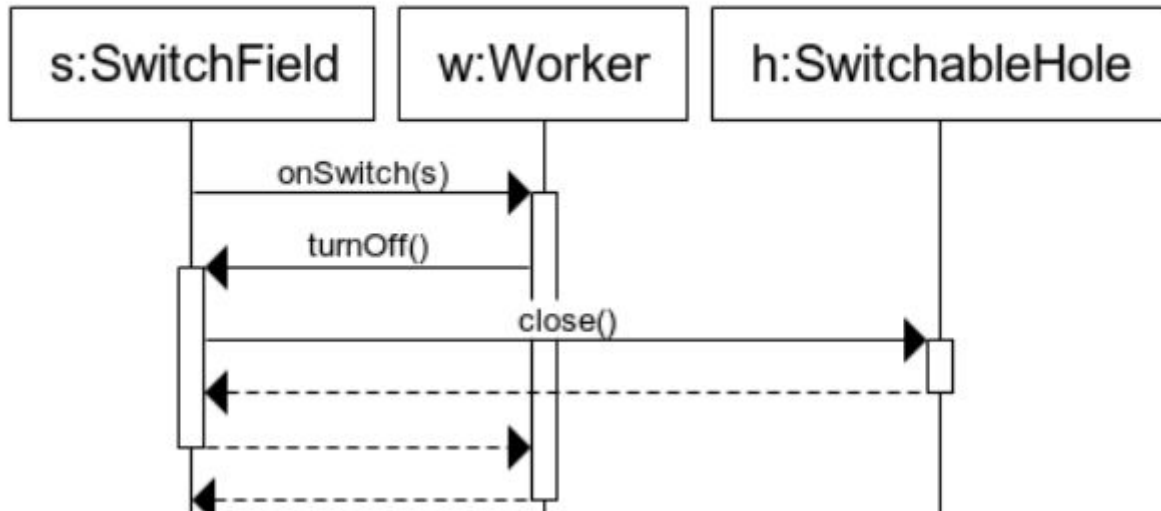 s:SwitchField
w:Worker
h:SwitchableHole
onSwitch(s)
turnOff()
close()